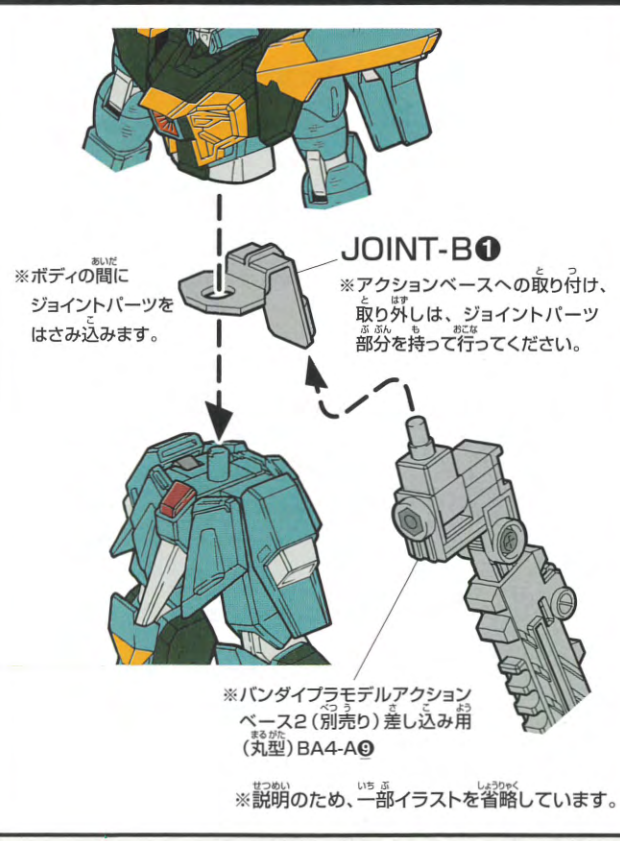 JOINT-B❶
※ボディの間に
ジョイントパーツを
はさみ込みます。
※アクションベースへの取り付け、
取り外しは、ジョイントパーツ
部分を持って行ってください。
※バンダイプラモデルアクション
ベース2(別売り)差し込み用
(丸型)BA4-A❾
※説明のため、一部イラストを省略しています。